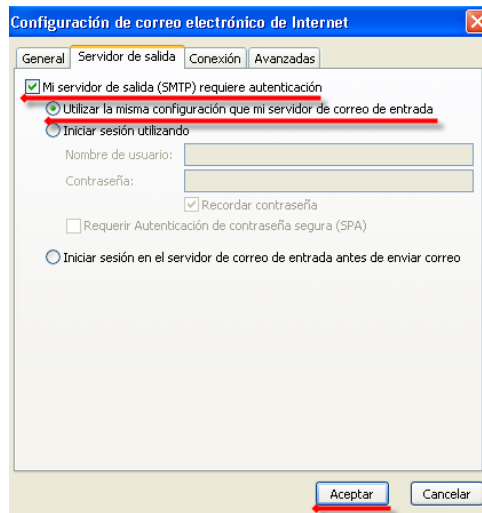 Configuración de correo electrónico de Internet
General Servidor de salida Conexión Avanzadas
Mi servidor de salida (SMTP) requiere autenticación
Utilizar la misma configuración que mi servidor de correo de entrada
Iniciar sesión utilizando
Nombre de usuario:
Contraseña:
Recordar contraseña
Requerir Autenticación de contraseña segura (SPA)
Iniciar sesión en el servidor de correo de entrada antes de enviar correo
Aceptar Cancelar